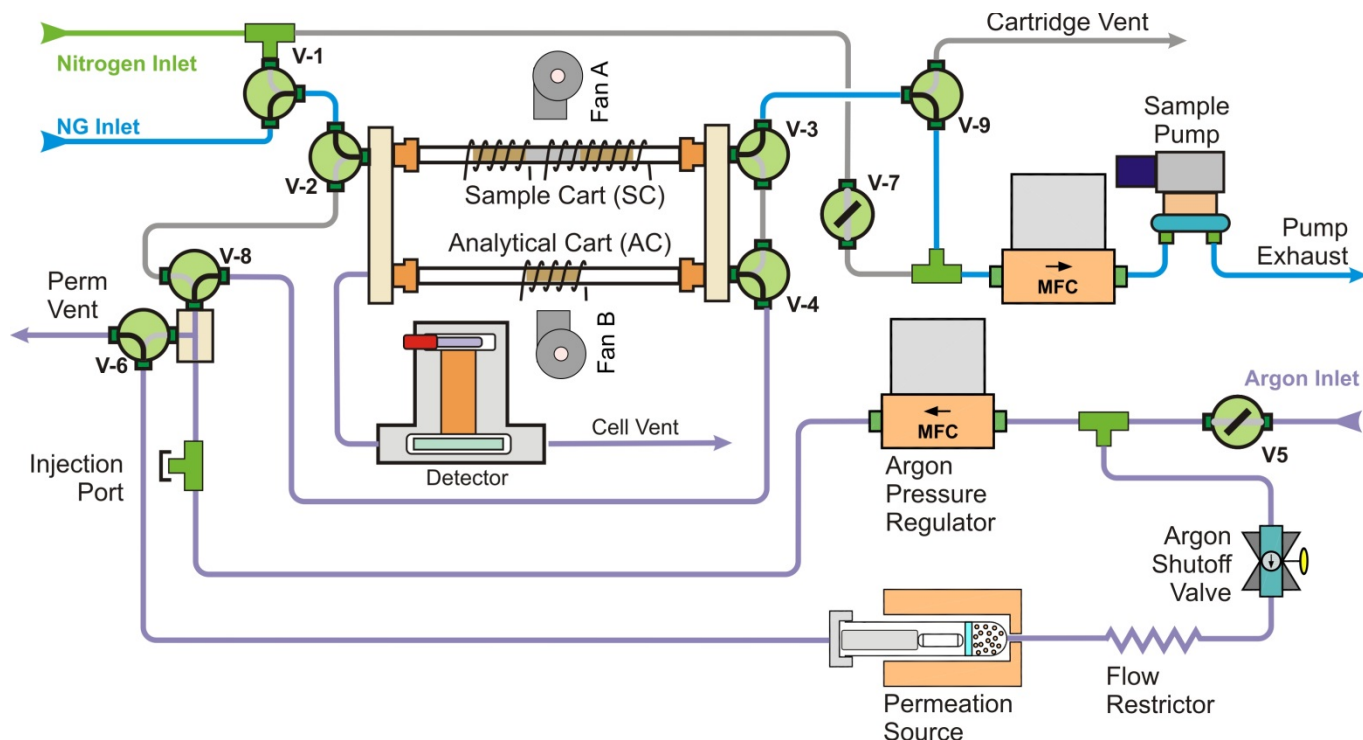 Nitrogen Inlet
V-1
NG Inlet
V-2
Fan A
Sample Cart (SC)
Analytical Cart (AC)
Fan B
V-3
V-4
Cartridge Vent
V-9
V-7
Sample
Pump
Pump
Exhaust
MFC
V-8
Perm
Vent
V-6
Injection
Port
Detector
Cell Vent
MFC
Argon
Pressure
Regulator
Argon Inlet
V5
Argon
Shutoff
Valve
Permeation
Source
Flow
Restrictor